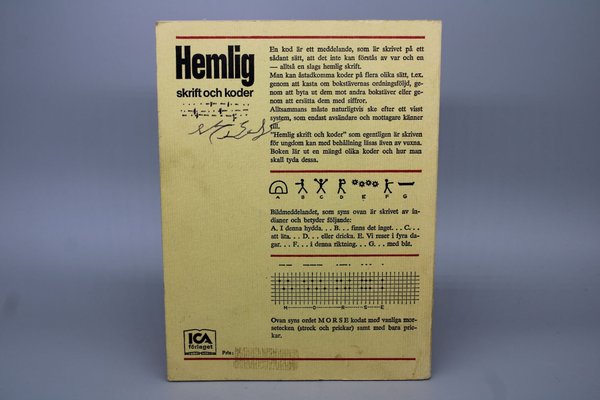 Hemlig
skrift och koder
En kod är ett meddelande, som är skrivet på ett
sådant sätt, att det inte kan förstås av var och en
— alltså en slags hemlig skrift.
Man kan åstadkomma koder på flera olika sätt, t.ex.
genom att kasta om bokstävernas ordningsföljd, ge-
nom att byta ut dem mot andra bokstäver eller ge-
nom att ersätta dem med siffror.
Alltsammans måste naturligtvis ske efter ett visst
system, som endast avsändare och mottagare känner
till.
"Hemlig skrift och koder" som egentligen är skriven
för ungdom kan med behållning läsas även av vuxna.
Boken lär ut en mängd olika koder och hur man
skall tyda dessa.
A B C D E F G
Bildmeddelandet, som syns ovan är skrivet av in-
dianer och betyder följande:
A. I denna hydda. . . B. . . finns det inget. . . C. . .
att äta. . . D. . . eller dricka. E. Vi reser i fyra da-
gar. . . F. . . i denna riktning. . . G. . . med båt.
M O R S E
Ovan syns ordet M O R S E kodat med vanliga mor-
setecken (streck och prickar) samt med bara pric-
kar.
ICA
förlaget
Pris: